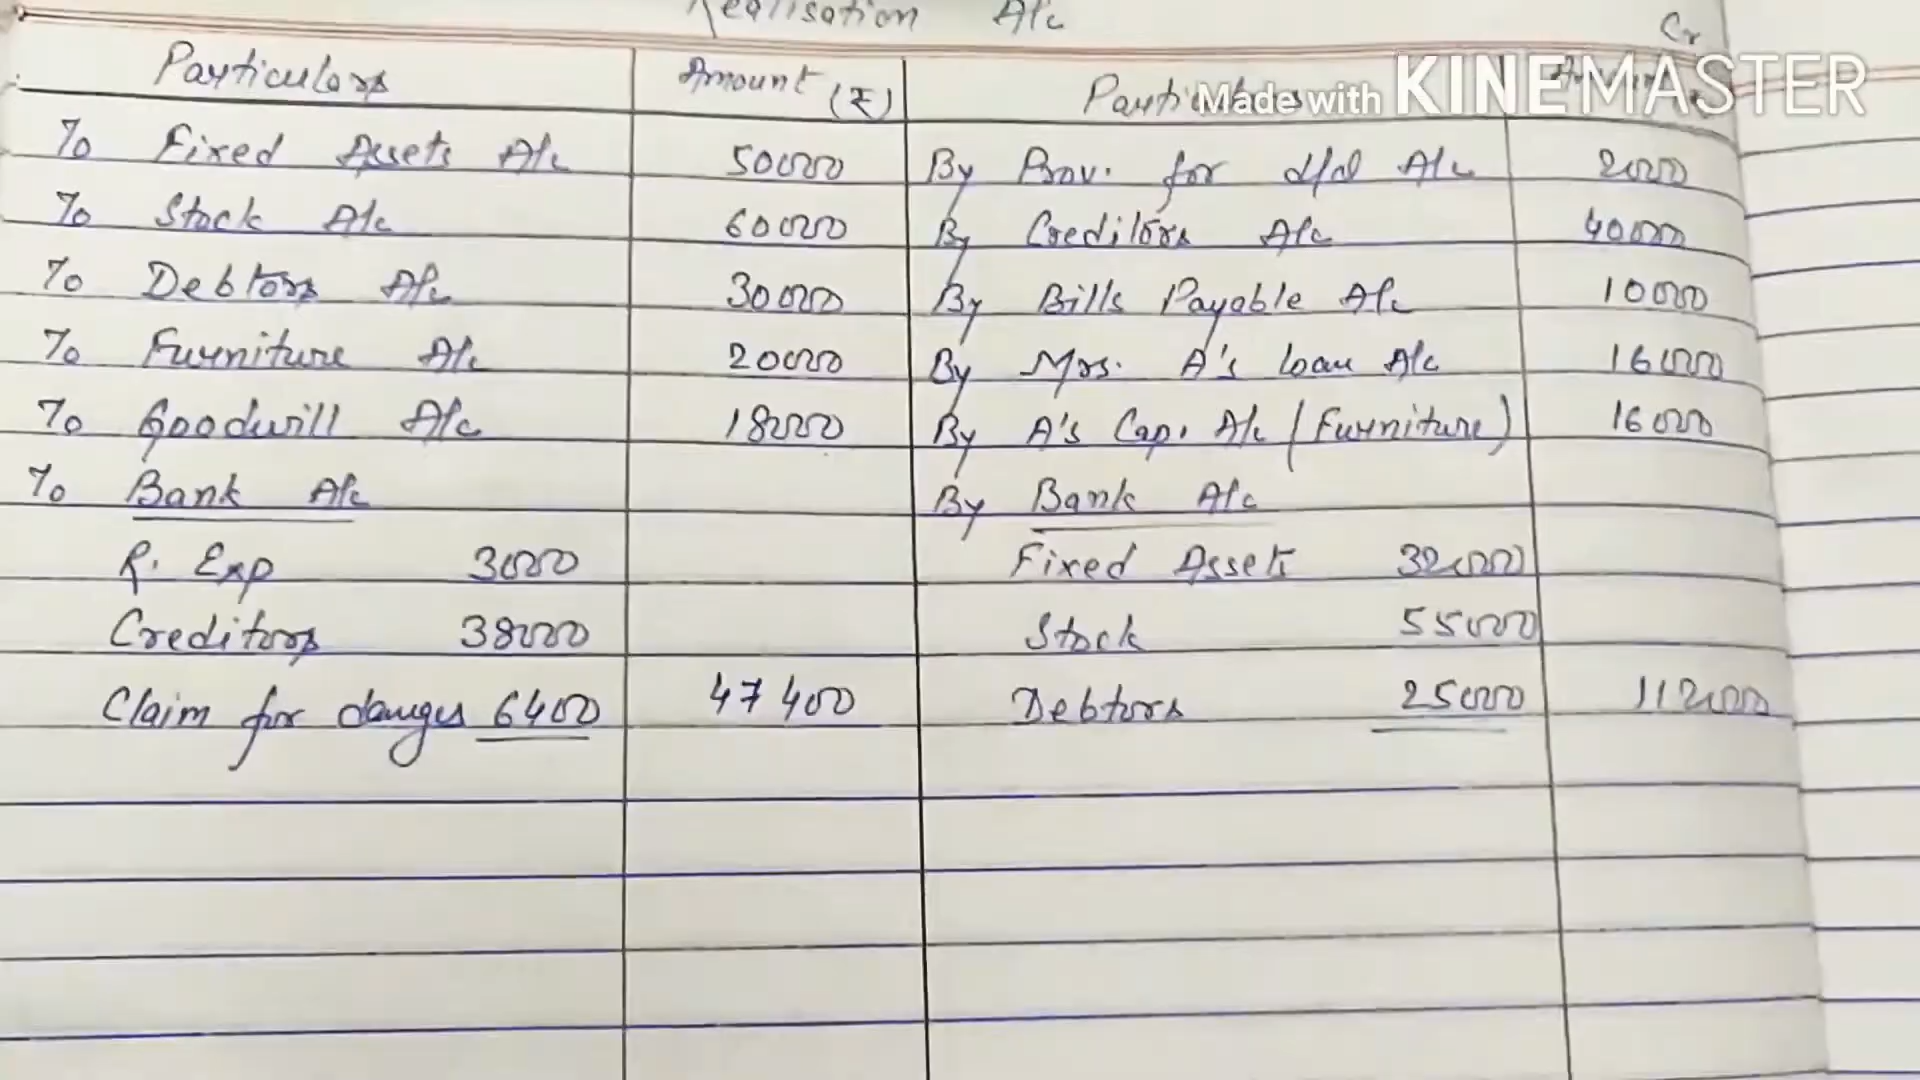 Realisation A/c
Cr
Particulars Amount (₹) Particulars
Made with KINEMASTER
To Fixed Assets A/c 50000 By Prov. for d/d A/c 2000
To Stock A/c 60000 By Creditors A/c 40000
To Debtors A/c 30000 By Bills Payable A/c 10000
To Furniture A/c 20000 By Mrs. A's loan A/c 16000
To Goodwill A/c 18000 By A's Cap. A/c (Furniture) 16000
To Bank A/c By Bank A/c
R. Exp 3000 Fixed Assets 32000
Creditors 38000 Stock 55000
Claim for danges 6400 47400 Debtors 25000 112000